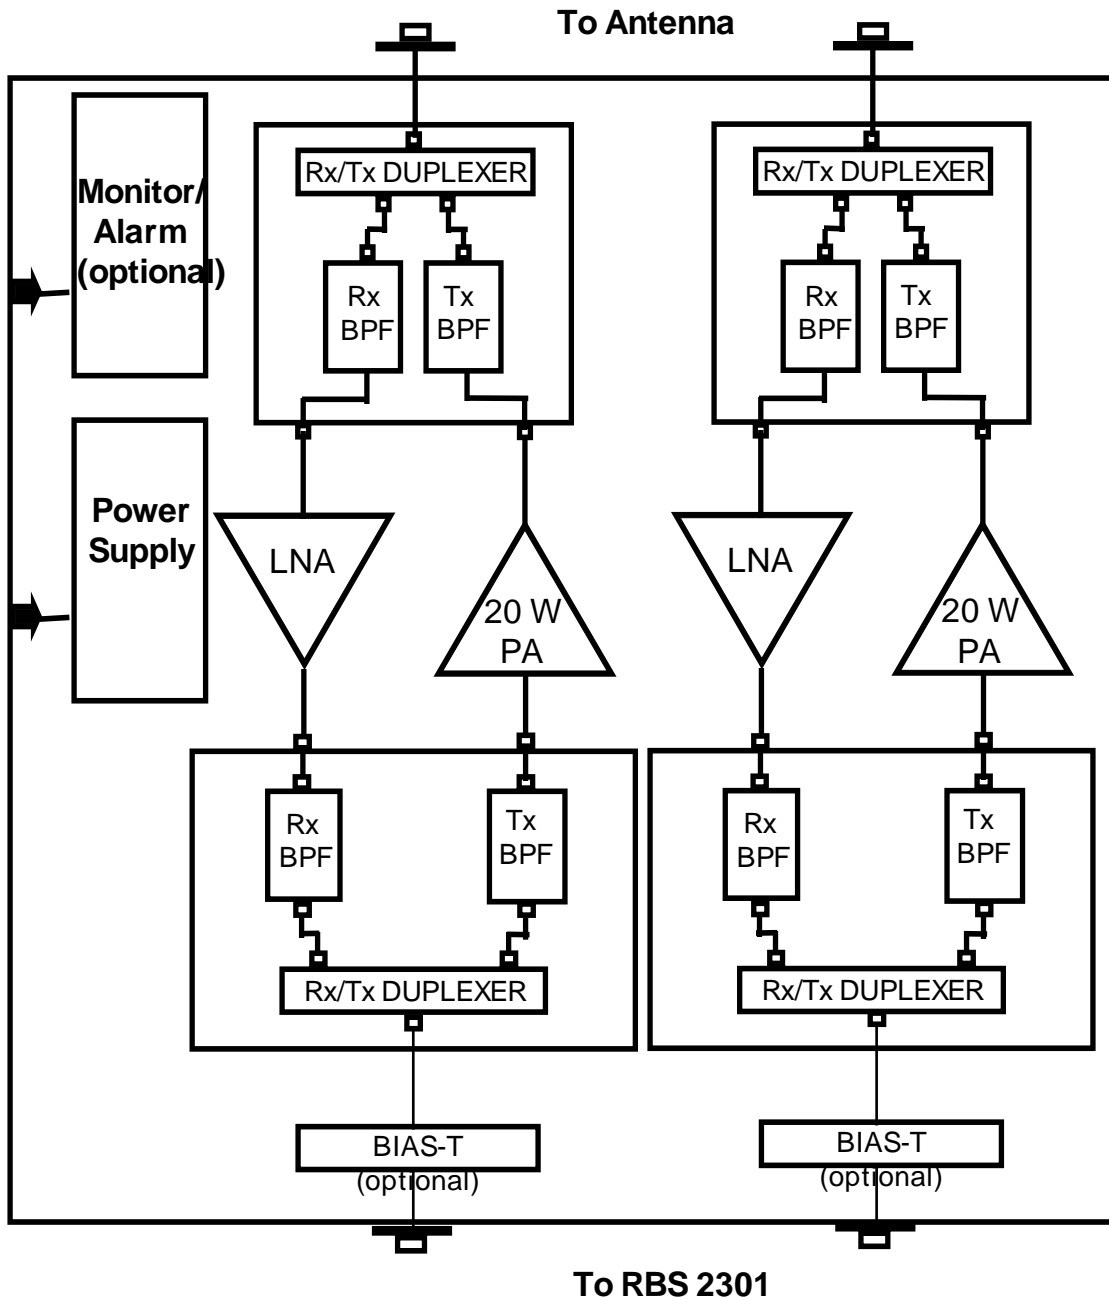 To Antenna
Monitor/
Alarm
(optional)
Power
Supply
Rx/Tx DUPLEXER
Rx
BPF
Tx
BPF
LNA
20 W
PA
Rx
BPF
Tx
BPF
Rx/Tx DUPLEXER
BIAS-T
(optional)
Rx/Tx DUPLEXER
Rx
BPF
Tx
BPF
LNA
20 W
PA
Rx
BPF
Tx
BPF
Rx/Tx DUPLEXER
BIAS-T
(optional)
To RBS 2301